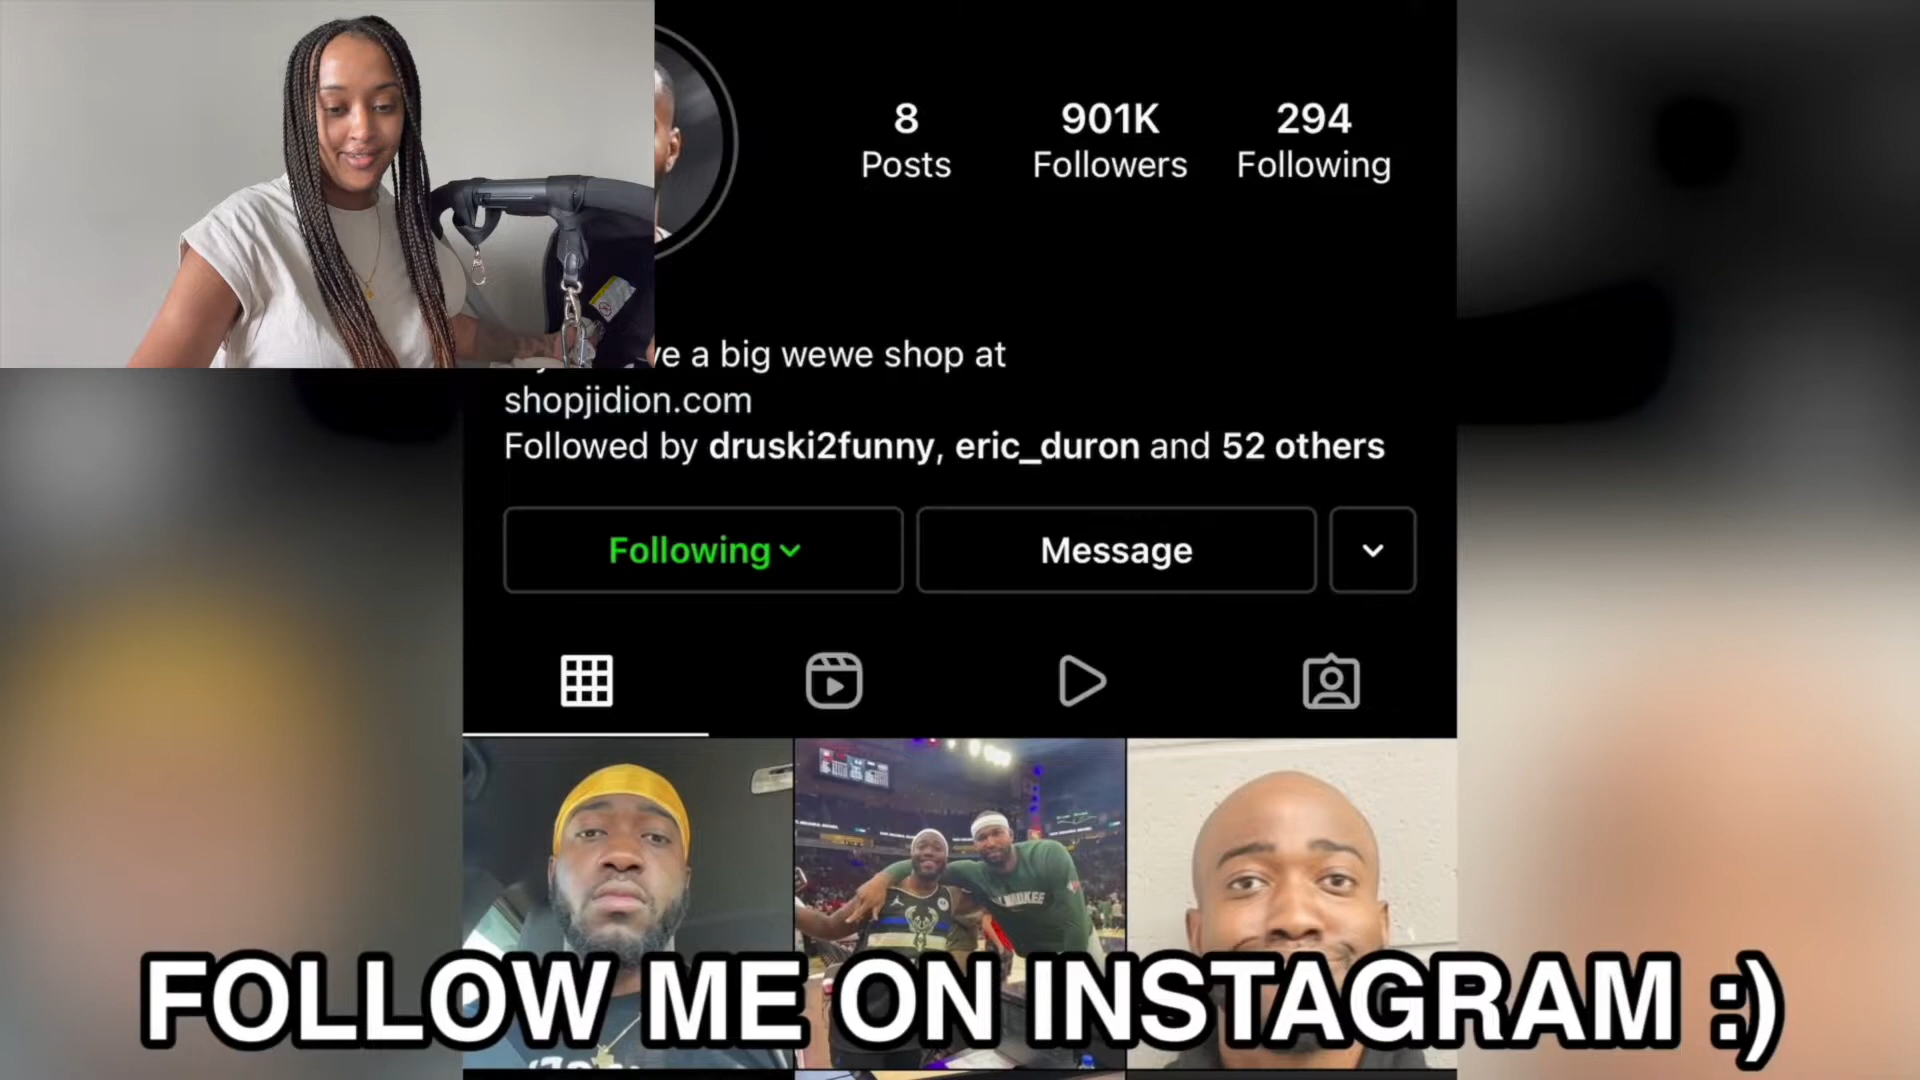 8 901K 294
Posts Followers Following
a big wewe shop at
shopjidion.com
Followed by druski2funny, eric_duron and 52 others
Following Message
FOLLOW ME ON INSTAGRAM :)